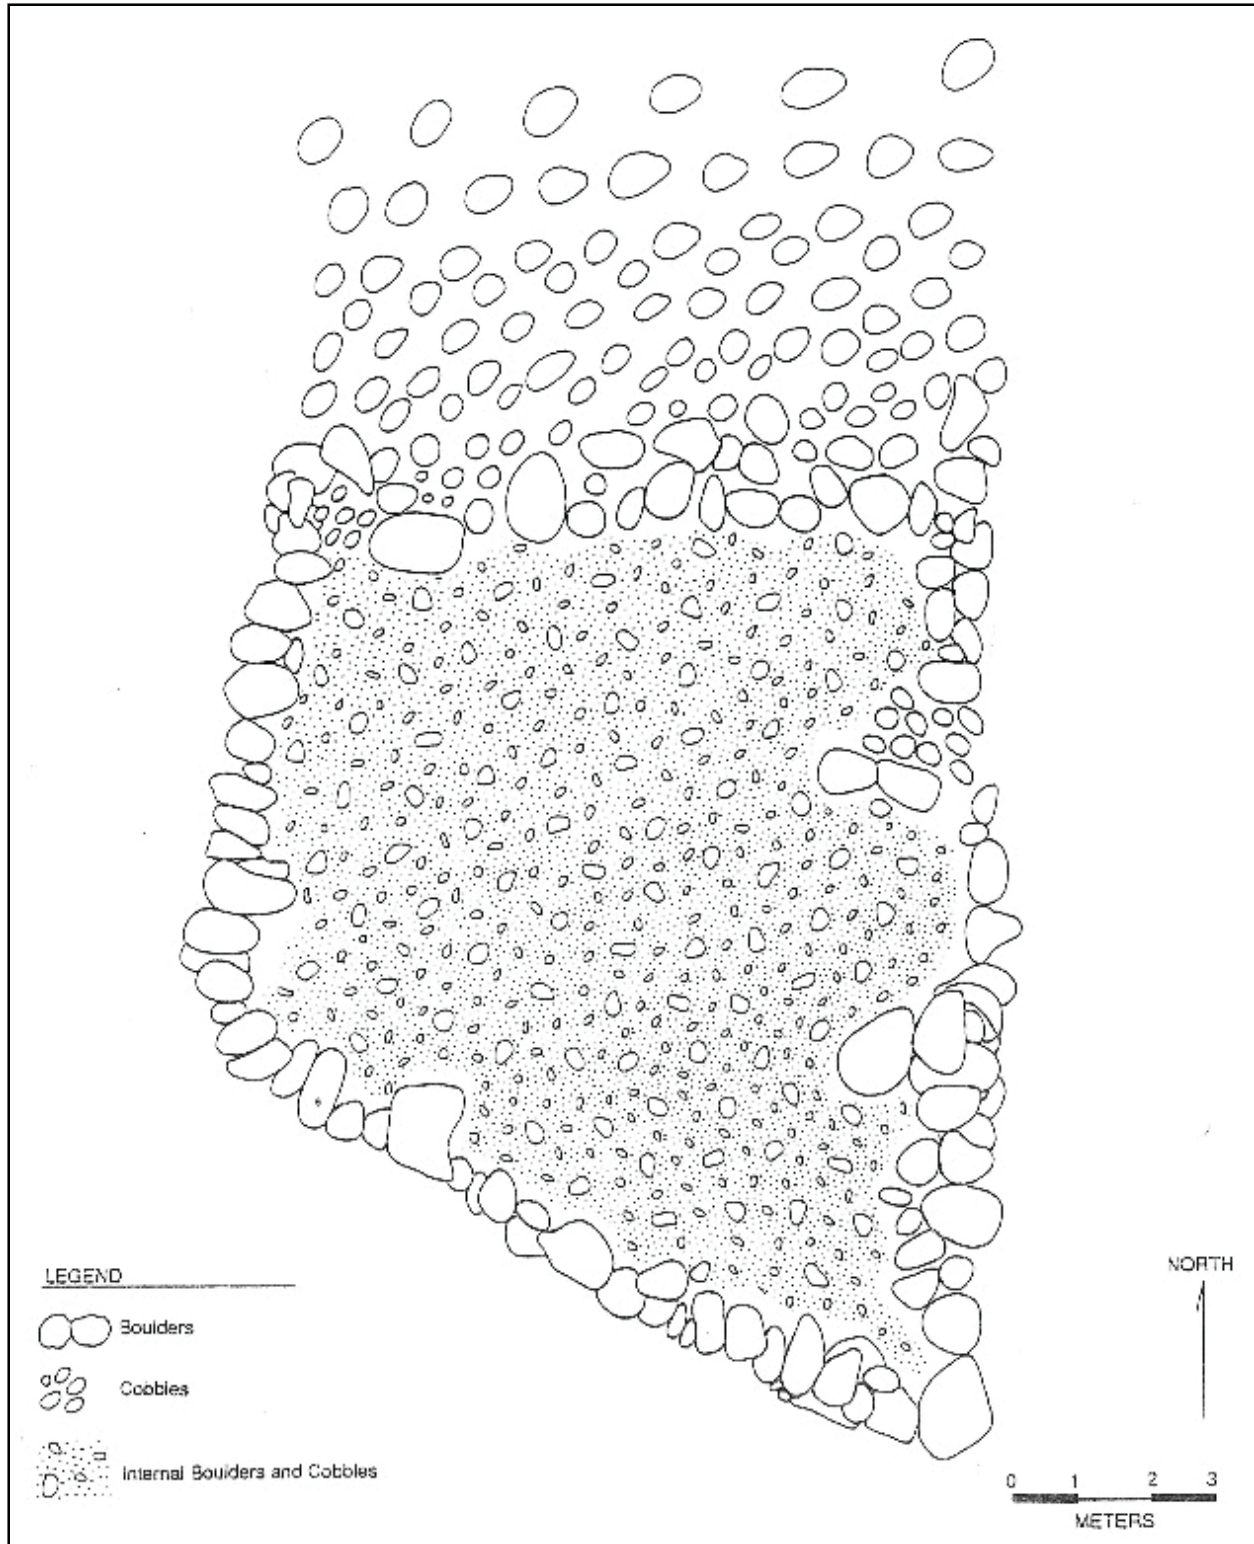 LEGEND
Boulders
Cobbles
Internal Boulders and Cobbles
NORTH
0 1 2 3
METERS